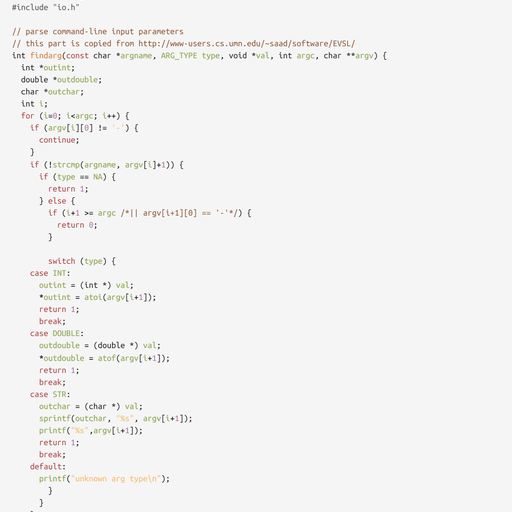 #include "io.h"

// parse command-line input parameters
// this part is copied from http://www-users.cs.umn.edu/~saad/software/EVSL/
int findarg(const char *argname, ARG_TYPE type, void *val, int argc, char **argv) {
  int *outint;
  double *outdouble;
  char *outchar;
  int i;
  for (i=0; i<argc; i++) {
    if (argv[i][0] != '-') {
      continue;
    }
    if (!strcmp(argname, argv[i]+1)) {
      if (type == NA) {
        return 1;
      } else {
        if (i+1 >= argc /*|| argv[i+1][0] == '-'*/) {
          return 0;
        }

        switch (type) {
    case INT:
      outint = (int *) val;
      *outint = atoi(argv[i+1]);
      return 1;
      break;
    case DOUBLE:
      outdouble = (double *) val;
      *outdouble = atof(argv[i+1]);
      return 1;
      break;
    case STR:
      outchar = (char *) val;
      sprintf(outchar, "%s", argv[i+1]);
      printf("%s",argv[i+1]);
      return 1;
      break;
    default:
      printf("unknown arg type\n");
        }
      }